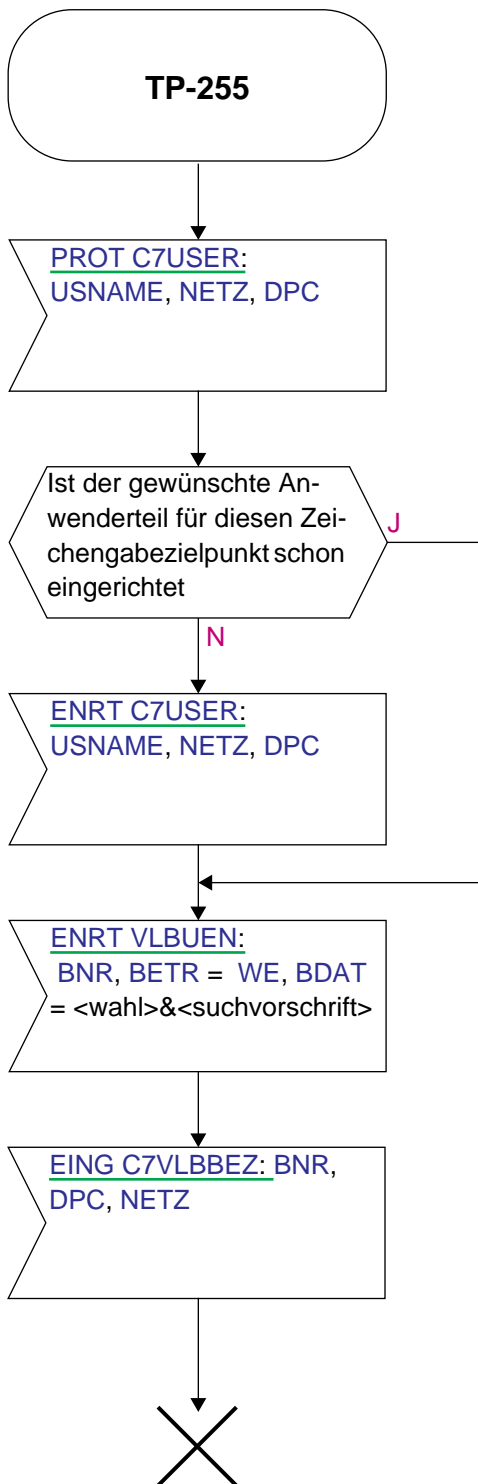 TP-255
PROT C7USER:
USNAME, NETZ, DPC
Ist der gewünschte An-
wenderteil für diesen Zei-
chengabezielpunkt schon
eingerichtet
J
N
ENRT C7USER:
USNAME, NETZ, DPC
ENRT VLBUEN:
BNR, BETR = WE, BDAT
= <wahl>&<suchvorschrift>
EING C7VLBBEZ: BNR,
DPC, NETZ